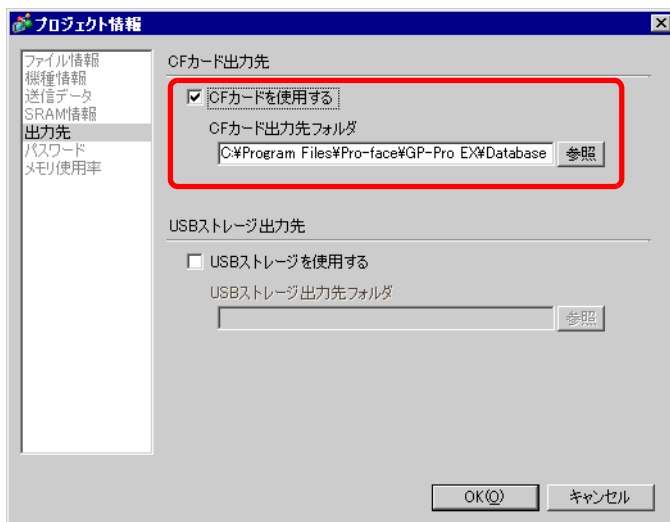 プロジェクト情報
ファイル情報
機種情報
送信データ
SRAM情報
出力先
パスワード
メモリ使用率
CFカード出力先
CFカードを使用する
CFカード出力先フォルダ
C:¥Program Files¥Pro-face¥GP-Pro EX¥Database
参照
USBストレージ出力先
USBストレージを使用する
USBストレージ出力先フォルダ
参照
OK(O)
キャンセル